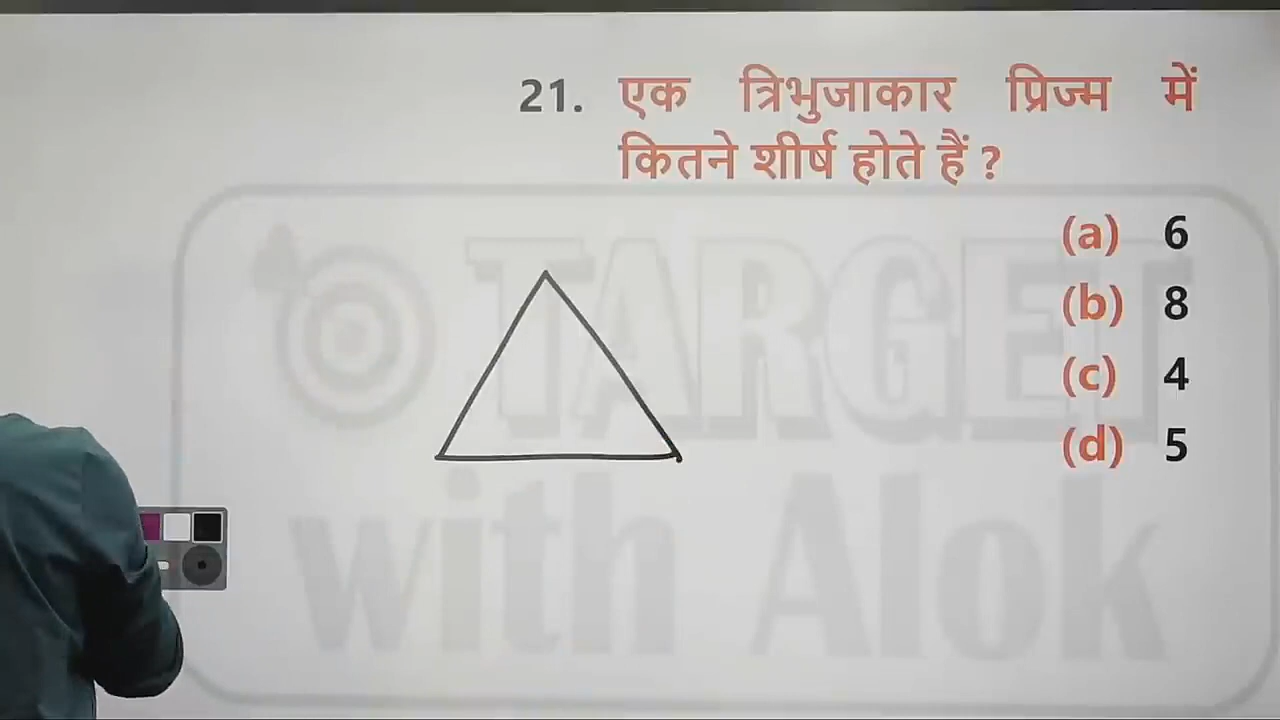 21. एक त्रिभुजाकार प्रिज्म में
कितने शीर्ष होते हैं ?
(a) 6
(b) 8
(c) 4
(d) 5
TARGET
with Alok